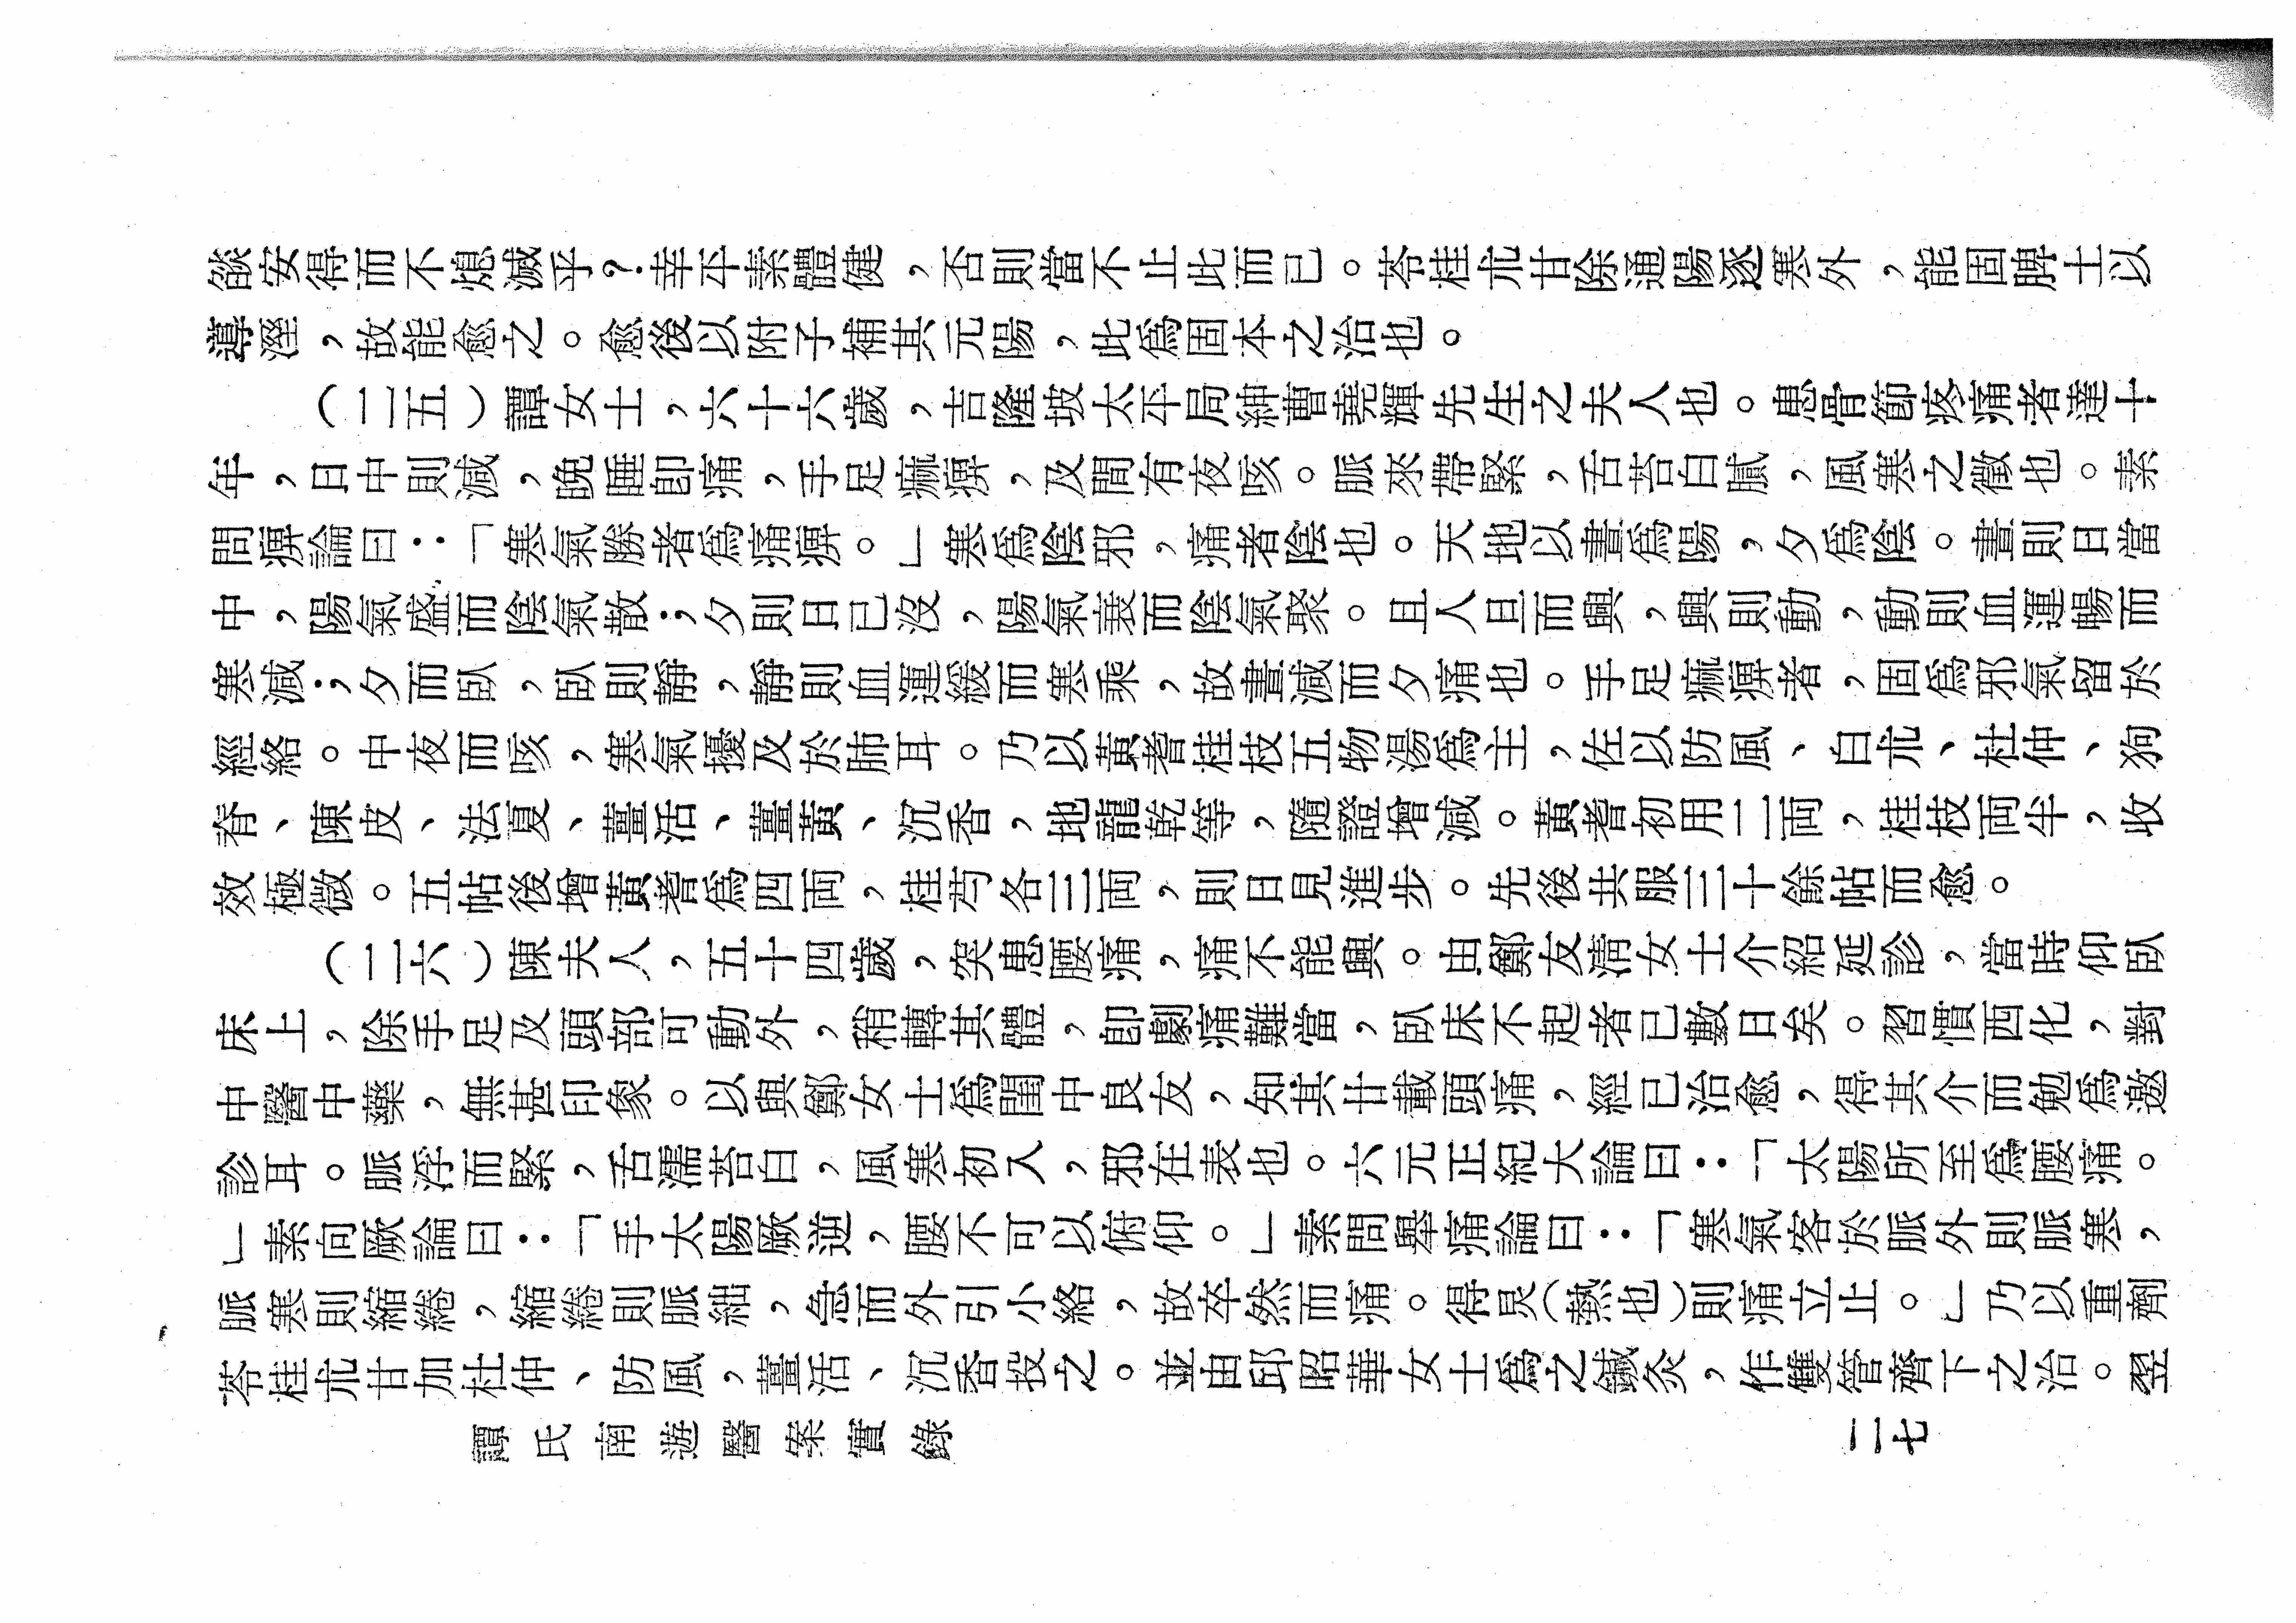 燄安得而不熄滅乎？幸平素體健，否則當不止此而已。苓桂朮甘除通陽逐寒外，能固脾土以
導溼，故能愈之。愈後以附子補其元陽，此爲固本之治也。
（二五）譚女士，六十六歲，吉隆坡太平局紳曹堯輝先生之夫人也。患骨節疼痛者達十
年，日中則減，晚睡卽痛，手足痲痺，及間有夜咳。脈來帶緊，舌苔白膩，風寒之徵也。素
問痺論曰：「寒氣勝者爲痛痺。」寒爲陰邪，痛者陰也。天地以晝爲陽，夕爲陰。晝則日當
中，陽氣盛而陰氣散；夕則日已沒，陽氣衰而陰氣聚。且人旦而興，興則動，動則血運暢而
寒減；夕而臥，臥則靜，靜則血運緩而寒乘，故晝減而夕痛也。手足痲痺者，固爲邪氣留於
經絡。中夜而咳，寒氣擾及於肺耳。乃以黃耆桂枝五物湯爲主，佐以防風、白朮、杜仲、狗
脊、陳皮、法夏、薑活、薑黃、沉香，地龍乾等，隨證增減。黃耆初用二両，桂枝両半，收
效極微。五帖後增黃耆爲四両，桂芍各三両，則日見進步。先後共服三十餘帖而愈。
（二六）陳夫人，五十四歲，突患腰痛，痛不能興。由鄭友淸女士介紹延診，當時仰臥
床上，除手足及頭部可動外，稍轉其體，卽劇痛難當，臥床不起者已數日矣。習慣西化，對
中醫中藥，無甚印象。以與鄭女士爲閨中良友，知其廿載頭痛，經已治愈，得其介而勉爲邀
診耳。脈浮而緊，舌濡苔白，風寒初入，邪在表也。六元正紀大論曰：「太陽所至爲腰痛。
」素向厥論曰：「手太陽厥逆，腰不可以俯仰。」素問舉痛論曰：「寒氣客於脈外則脈寒，
脈寒則縮綣，縮綣則脈絀，急而外引小絡，故卒然而痛。得炅（熱也）則痛立止。」乃以重劑
苓桂朮甘加杜仲、防風，薑活、沉香投之。並由邱昭華女士爲之鍼灸，作雙管齊下之治。翌
譚氏南遊醫案實錄
二七